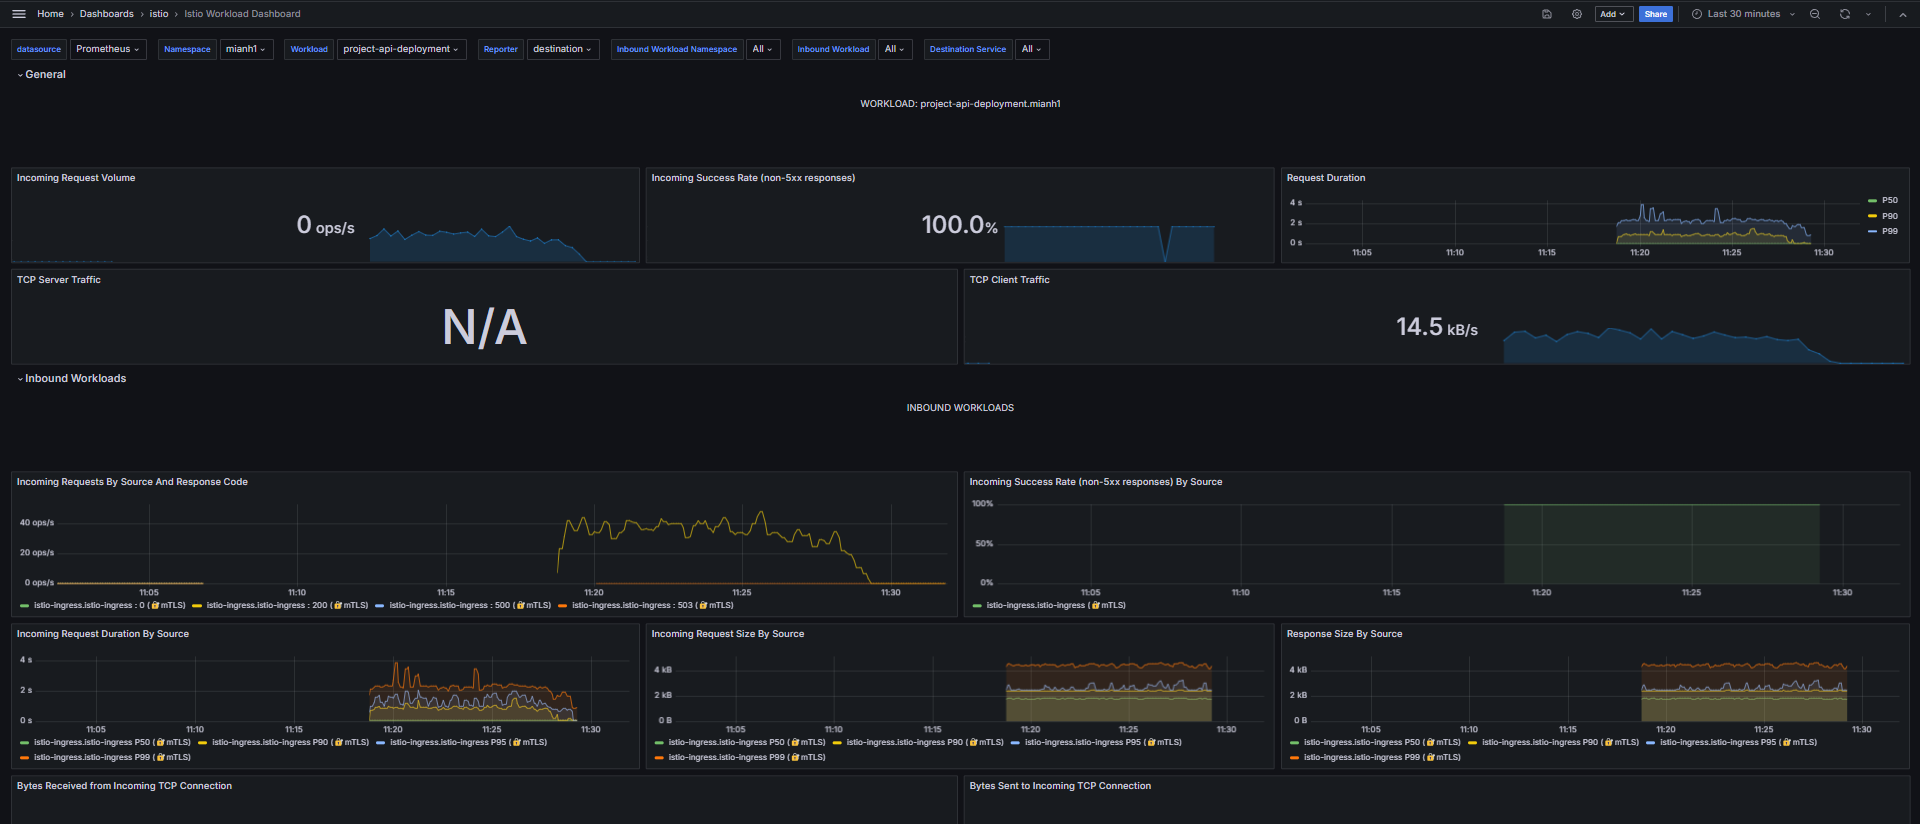 Home › Dashboards › istio › Istio Workload Dashboard Add Share Last 30 minutes
datasource Prometheus Namespace mianh1 Workload project-api-deployment Reporter destination Inbound Workload Namespace All Inbound Workload All Destination Service All
General
WORKLOAD: project-api-deployment.mianh1
Incoming Request Volume
0 ops/s
Incoming Success Rate (non-5xx responses)
100.0%
Request Duration
4 s
2 s
0 s
11:05 11:10 11:15 11:20 11:25 11:30
P50
P90
P99
TCP Server Traffic
N/A
TCP Client Traffic
14.5 kB/s
Inbound Workloads
INBOUND WORKLOADS
Incoming Requests By Source And Response Code
40 ops/s
20 ops/s
0 ops/s
11:05 11:10 11:15 11:20 11:25 11:30
istio-ingress.istio-ingress : 0 (🔐mTLS) istio-ingress.istio-ingress : 200 (🔐mTLS) istio-ingress.istio-ingress : 500 (🔐mTLS) istio-ingress.istio-ingress : 503 (🔐mTLS)
Incoming Success Rate (non-5xx responses) By Source
100%
50%
0%
11:05 11:10 11:15 11:20 11:25 11:30
istio-ingress.istio-ingress (🔐mTLS)
Incoming Request Duration By Source
4 s
2 s
0 s
11:05 11:10 11:15 11:20 11:25 11:30
istio-ingress.istio-ingress P50 (🔐mTLS) istio-ingress.istio-ingress P90 (🔐mTLS) istio-ingress.istio-ingress P95 (🔐mTLS)
istio-ingress.istio-ingress P99 (🔐mTLS)
Incoming Request Size By Source
4 kB
2 kB
0 B
11:05 11:10 11:15 11:20 11:25 11:30
istio-ingress.istio-ingress P50 (🔐mTLS) istio-ingress.istio-ingress P90 (🔐mTLS) istio-ingress.istio-ingress P95 (🔐mTLS)
istio-ingress.istio-ingress P99 (🔐mTLS)
Response Size By Source
4 kB
2 kB
0 B
11:05 11:10 11:15 11:20 11:25 11:30
istio-ingress.istio-ingress P50 (🔐mTLS) istio-ingress.istio-ingress P90 (🔐mTLS) istio-ingress.istio-ingress P95 (🔐mTLS)
istio-ingress.istio-ingress P99 (🔐mTLS)
Bytes Received from Incoming TCP Connection
Bytes Sent to Incoming TCP Connection